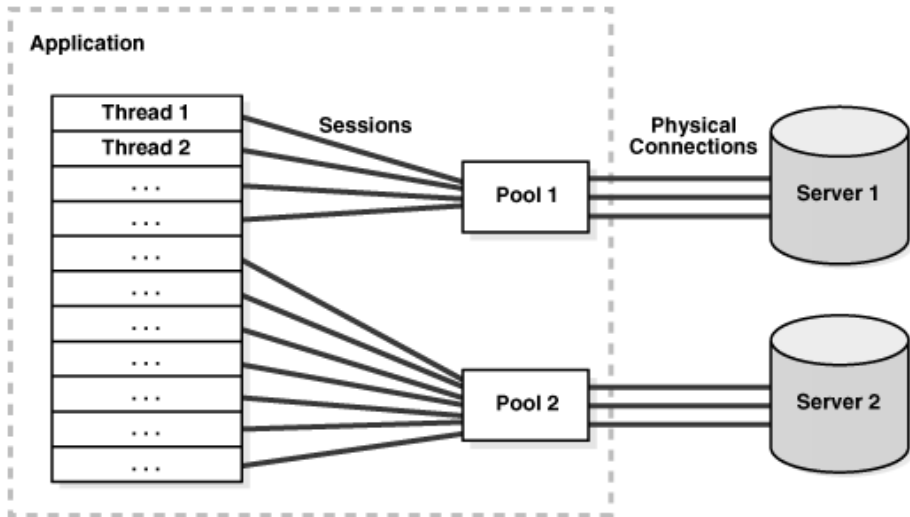 Application
Thread 1
Thread 2
. . .
. . .
. . .
. . .
. . .
. . .
. . .
. . .
. . .
Sessions
Pool 1
Pool 2
Physical
Connections
Server 1
Server 2